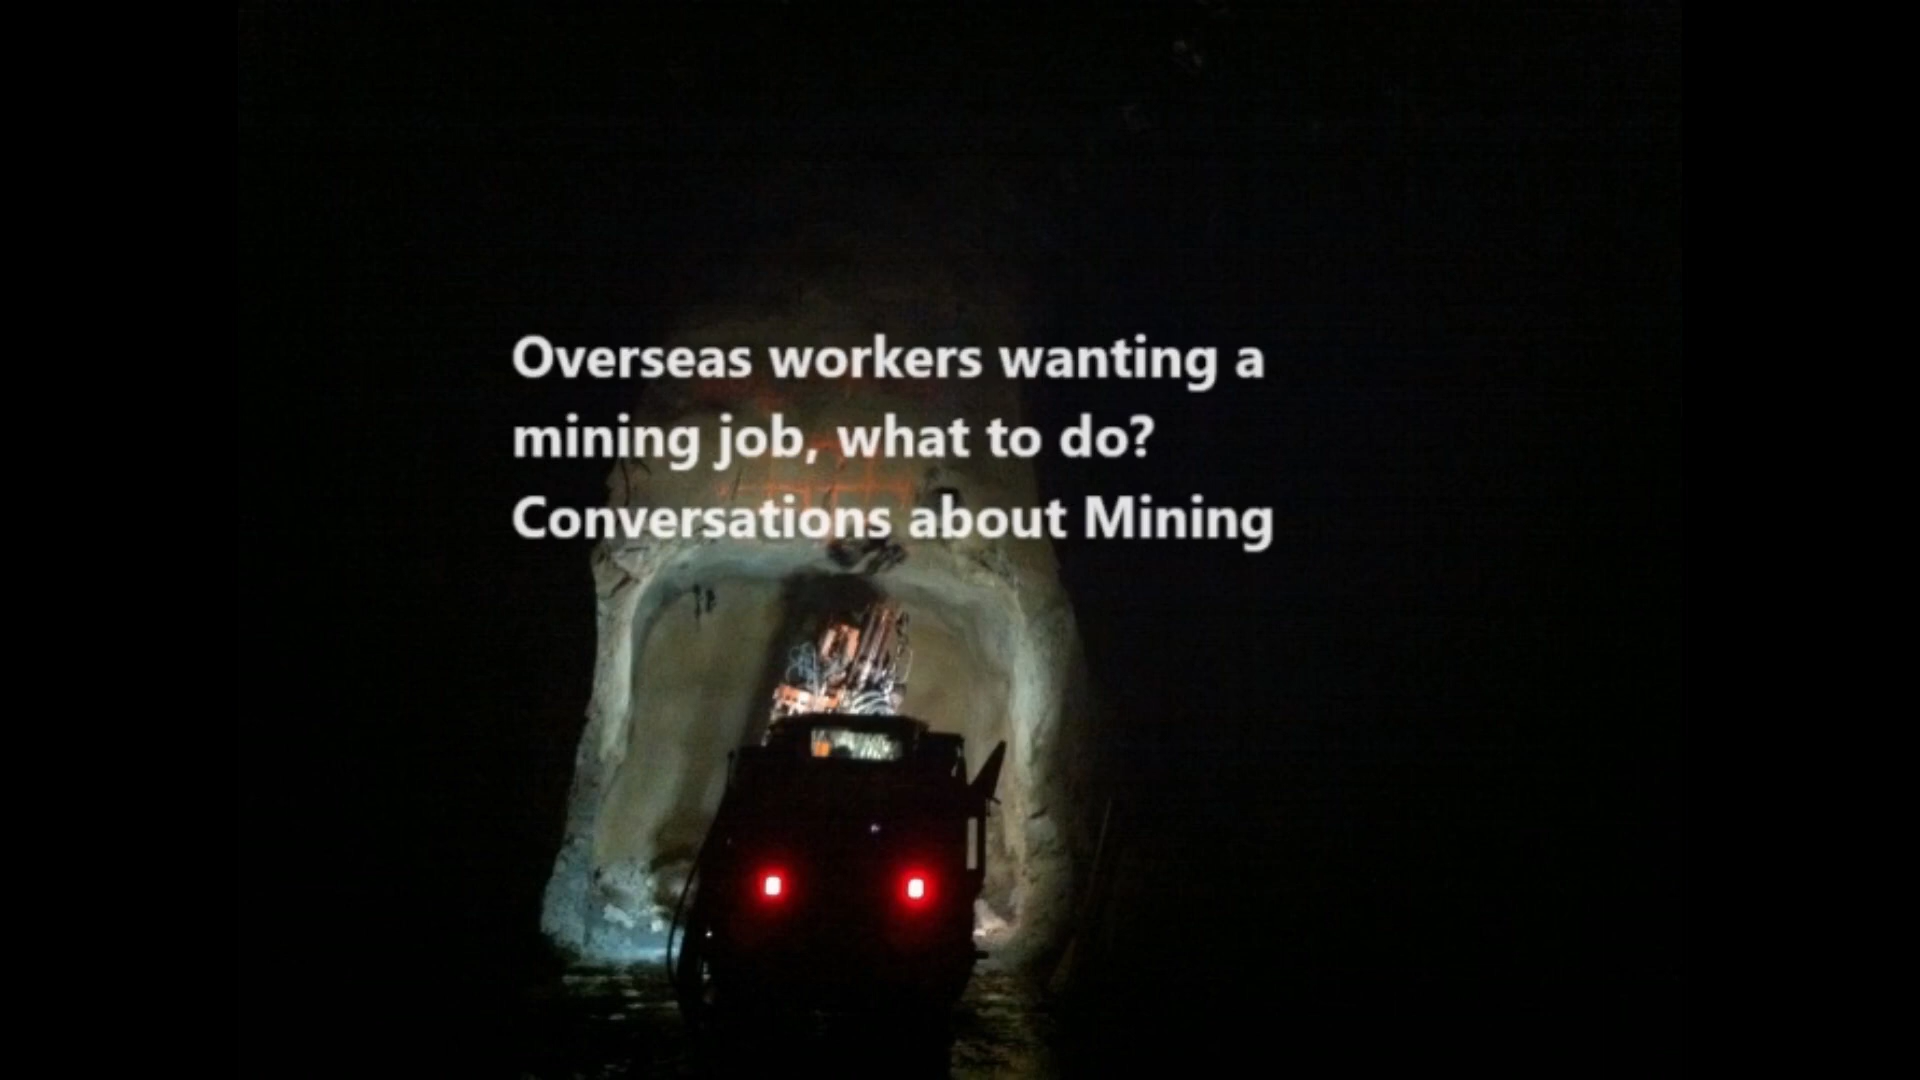 Overseas workers wanting a
mining job, what to do?
Conversations about Mining